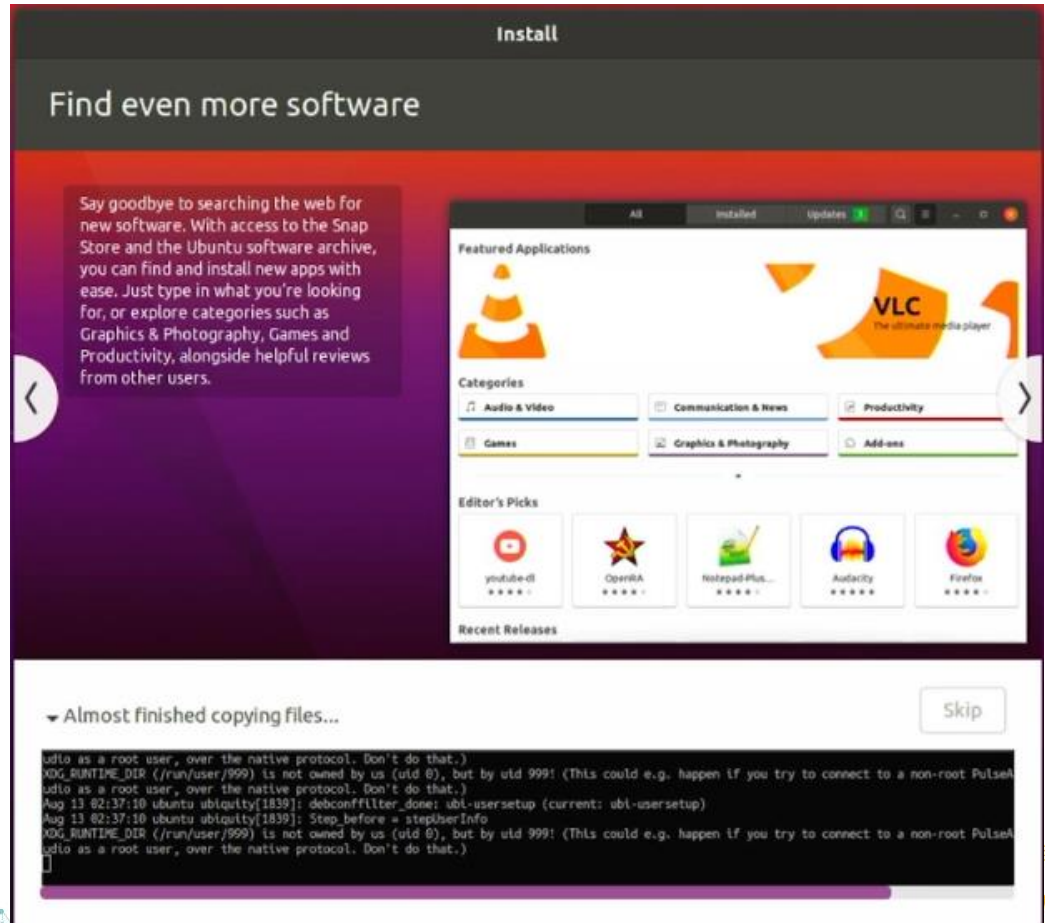 Install
Find even more software
Say goodbye to searching the web for
new software. With access to the Snap
Store and the Ubuntu software archive,
you can find and install new apps with
ease. Just type in what you're looking
for, or explore categories such as
Graphics & Photography, Games and
Productivity, alongside helpful reviews
from other users.
All Installed Updates 3
Featured Applications
VLC
The ultimate media player
Categories
Audio & Video Communication & News Productivity
Games Graphics & Photography Add-ons
Editor's Picks
youtube-dl OpenRA Notepad-Plus... Audacity Firefox
Recent Releases
Almost finished copying files...
Skip
udio as a root user, over the native protocol. Don't do that.)
XDG_RUNTIME_DIR (/run/user/999) is not owned by us (uid 0), but by uid 999! (This could e.g. happen if you try to connect to a non-root PulseA
udio as a root user, over the native protocol. Don't do that.)
Aug 13 02:37:10 ubuntu ubiquity[1839]: debconffilter_done: ubi-usersetup (current: ubi-usersetup)
Aug 13 02:37:10 ubuntu ubiquity[1839]: Step_before = stepUserInfo
XDG_RUNTIME_DIR (/run/user/999) is not owned by us (uid 0), but by uid 999! (This could e.g. happen if you try to connect to a non-root PulseA
udio as a root user, over the native protocol. Don't do that.)